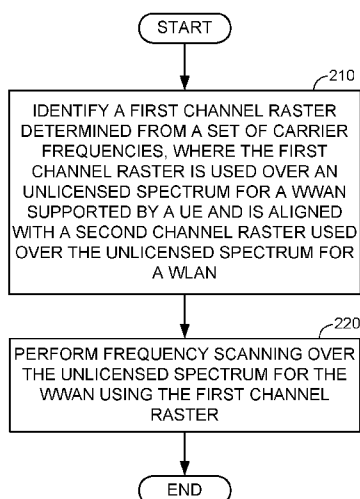 START
210
IDENTIFY A FIRST CHANNEL RASTER
DETERMINED FROM A SET OF CARRIER
FREQUENCIES, WHERE THE FIRST
CHANNEL RASTER IS USED OVER AN
UNLICENSED SPECTRUM FOR A WWAN
SUPPORTED BY A UE AND IS ALIGNED
WITH A SECOND CHANNEL RASTER USED
OVER THE UNLICENSED SPECTRUM FOR
A WLAN
220
PERFORM FREQUENCY SCANNING OVER
THE UNLICENSED SPECTRUM FOR THE
WWAN USING THE FIRST CHANNEL
RASTER
END